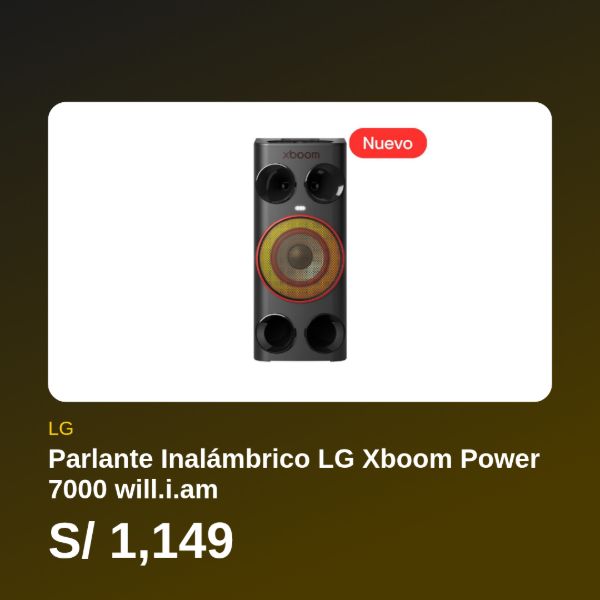 Nuevo
xboom
LG
Parlante Inalámbrico LG Xboom Power
7000 will.i.am
S/ 1,149